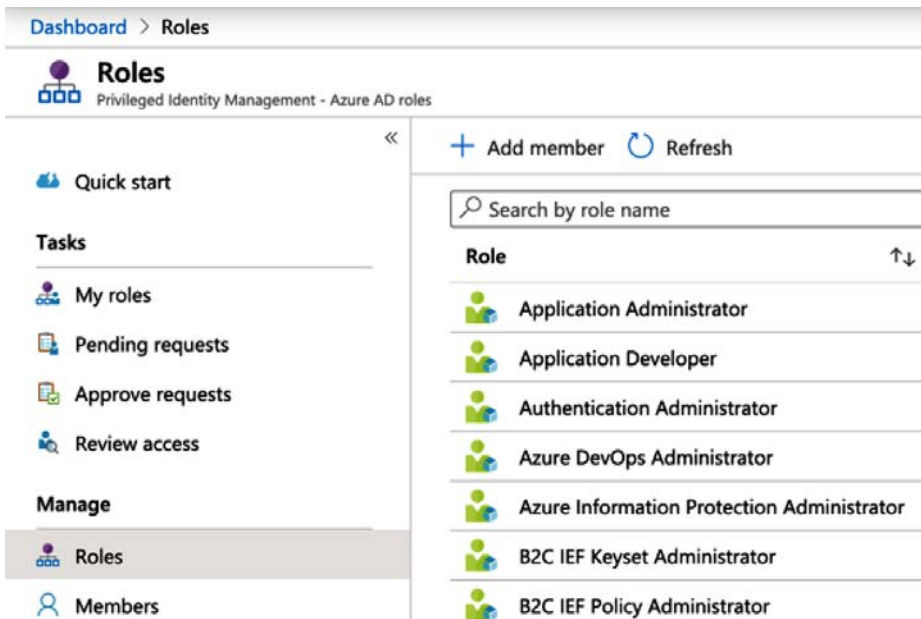 Dashboard > Roles
Roles
Privileged Identity Management - Azure AD roles
«
Quick start
Tasks
My roles
Pending requests
Approve requests
Review access
Manage
Roles
Members
+ Add member Refresh
Search by role name
Role
Application Administrator
Application Developer
Authentication Administrator
Azure DevOps Administrator
Azure Information Protection Administrator
B2C IEF Keyset Administrator
B2C IEF Policy Administrator